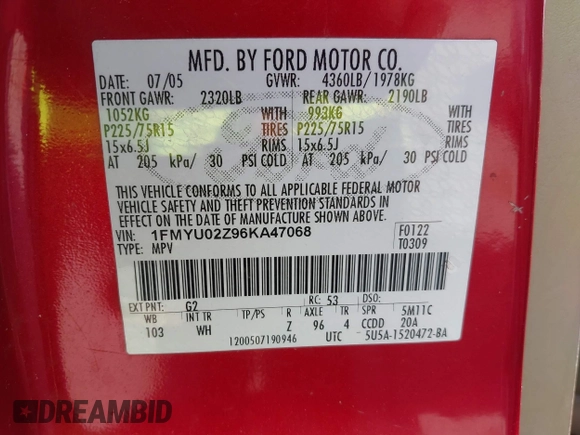 MFD. BY FORD MOTOR CO.
DATE: 07/05 GVWR: 4360LB/1978KG
FRONT GAWR: 2320LB REAR GAWR: 2190LB
1052KG WITH 993KG WITH
P225/75R15 TIRES P225/75R15 TIRES
15x6.5J RIMS 15x6.5J RIMS
AT 205 kPa/ 30 PSI COLD AT 205 kPa/ 30 PSI COLD
THIS VEHICLE CONFORMS TO ALL APPLICABLE FEDERAL MOTOR
VEHICLE SAFETY AND THEFT PREVENTION STANDARDS IN
EFFECT ON THE DATE OF MANUFACTURE SHOWN ABOVE.
VIN: 1FMYU02Z96KA47068 F0122
TYPE: MPV T0309
EXT PNT: G2 RC: 53 DSO:
WB INT TR TP/PS R AXLE TR SPR 5M11C
103 WH Z 96 4 CCDD 20A
1200507190946 UTC 5U5A-1520472-BA
Ford
DREAMBID